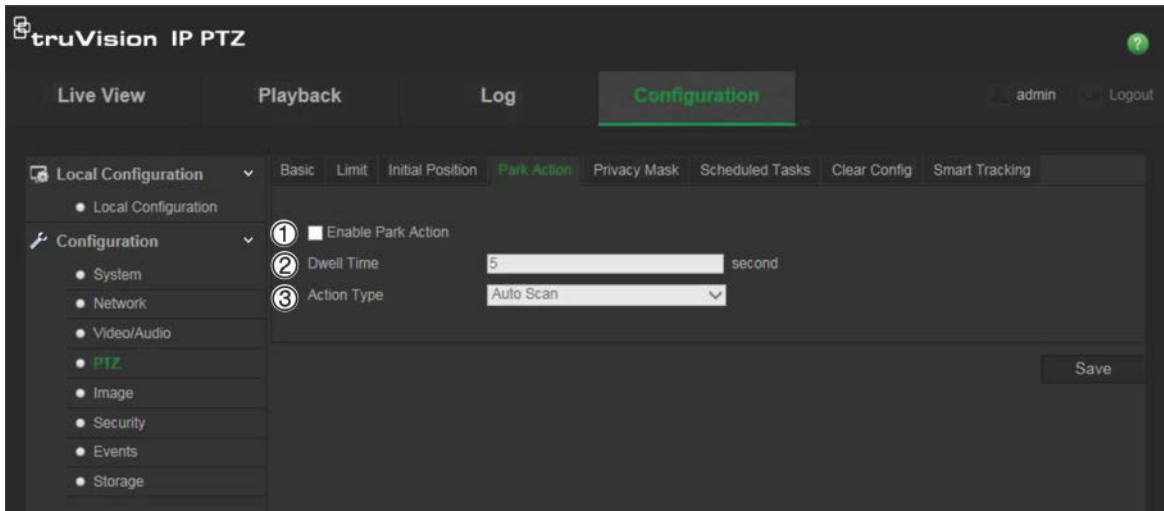 truVision IP PTZ
?
Live View Playback Log Configuration admin Logout
Local Configuration
Local Configuration
Configuration
System
Network
Video/Audio
PTZ
Image
Security
Events
Storage
Basic Limit Initial Position Park Action Privacy Mask Scheduled Tasks Clear Config Smart Tracking
① Enable Park Action
② Dwell Time 5 second
③ Action Type Auto Scan
Save